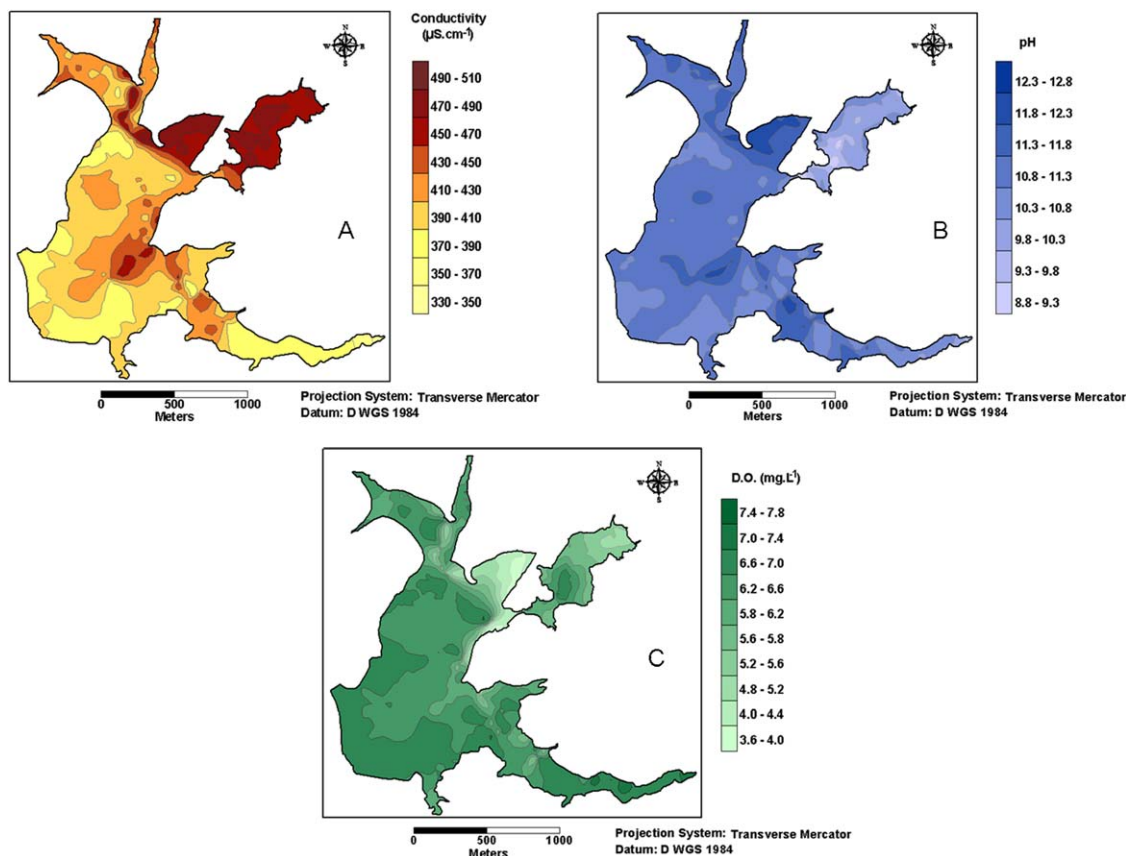 Conductivity
(µS.cm-¹)
490 - 510
470 - 490
450 - 470
430 - 450
410 - 430
390 - 410
370 - 390
350 - 370
330 - 350
N
W E
S
A
0 500 1000
Meters
Projection System: Transverse Mercator
Datum: D WGS 1984
pH
12.3 - 12.8
11.8 - 12.3
11.3 - 11.8
10.8 - 11.3
10.3 - 10.8
9.8 - 10.3
9.3 - 9.8
8.8 - 9.3
N
W E
S
B
0 500 1000
Meters
Projection System: Transverse Mercator
Datum: D WGS 1984
D.O. (mg.L-¹)
7.4 - 7.8
7.0 - 7.4
6.6 - 7.0
6.2 - 6.6
5.8 - 6.2
5.6 - 5.8
5.2 - 5.6
4.8 - 5.2
4.0 - 4.4
3.6 - 4.0
N
W E
S
C
0 500 1000
Meters
Projection System: Transverse Mercator
Datum: D WGS 1984